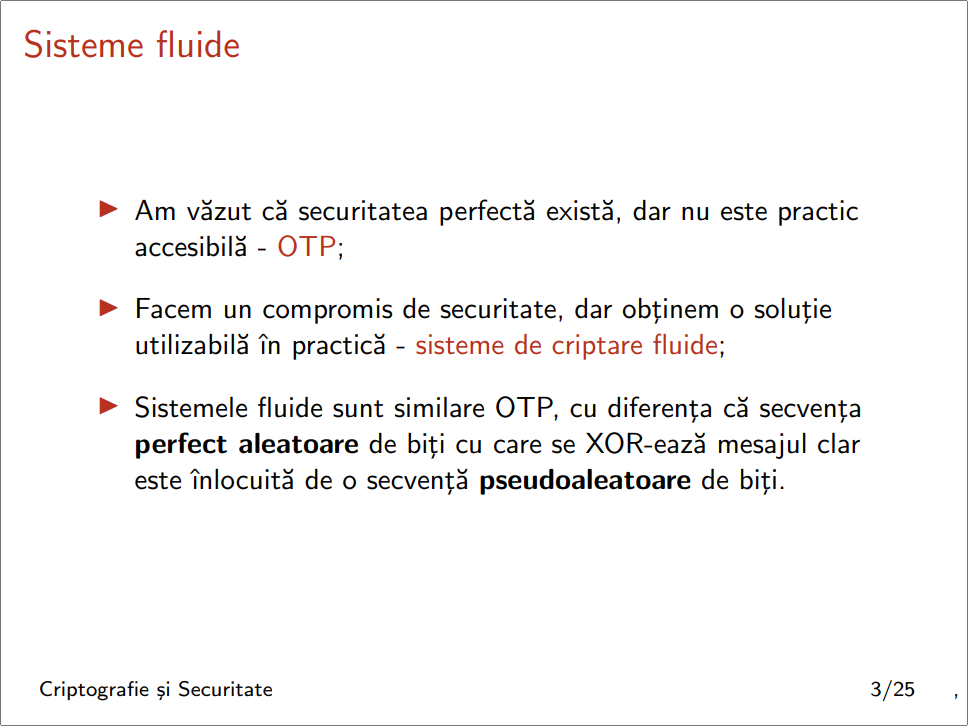 Sisteme fluide
▶ Am văzut că securitatea perfectă există, dar nu este practic
accesibilă - OTP;
▶ Facem un compromis de securitate, dar obținem o soluție
utilizabilă în practică - sisteme de criptare fluide;
▶ Sistemele fluide sunt similare OTP, cu diferența că secvența
perfect aleatoare de biți cu care se XOR-ează mesajul clar
este înlocuită de o secvență pseudoaleatoare de biți.
Criptografie și Securitate 3/25 ,